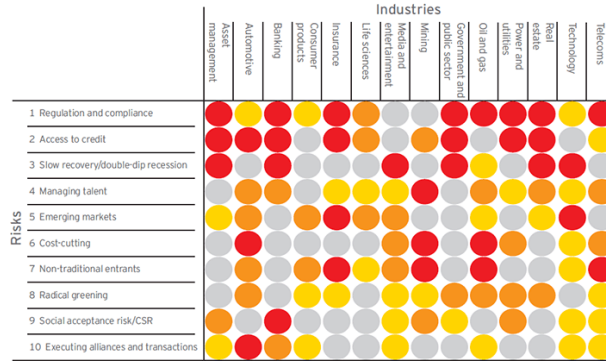 Industries
Asset management
Automotive
Banking
Consumer products
Insurance
Life sciences
Media and entertainment
Mining
Government and public sector
Oil and gas
Power and utilities
Real estate
Technology
Telecoms
Risks
1 Regulation and compliance
2 Access to credit
3 Slow recovery/double-dip recession
4 Managing talent
5 Emerging markets
6 Cost-cutting
7 Non-traditional entrants
8 Radical greening
9 Social acceptance risk/CSR
10 Executing alliances and transactions